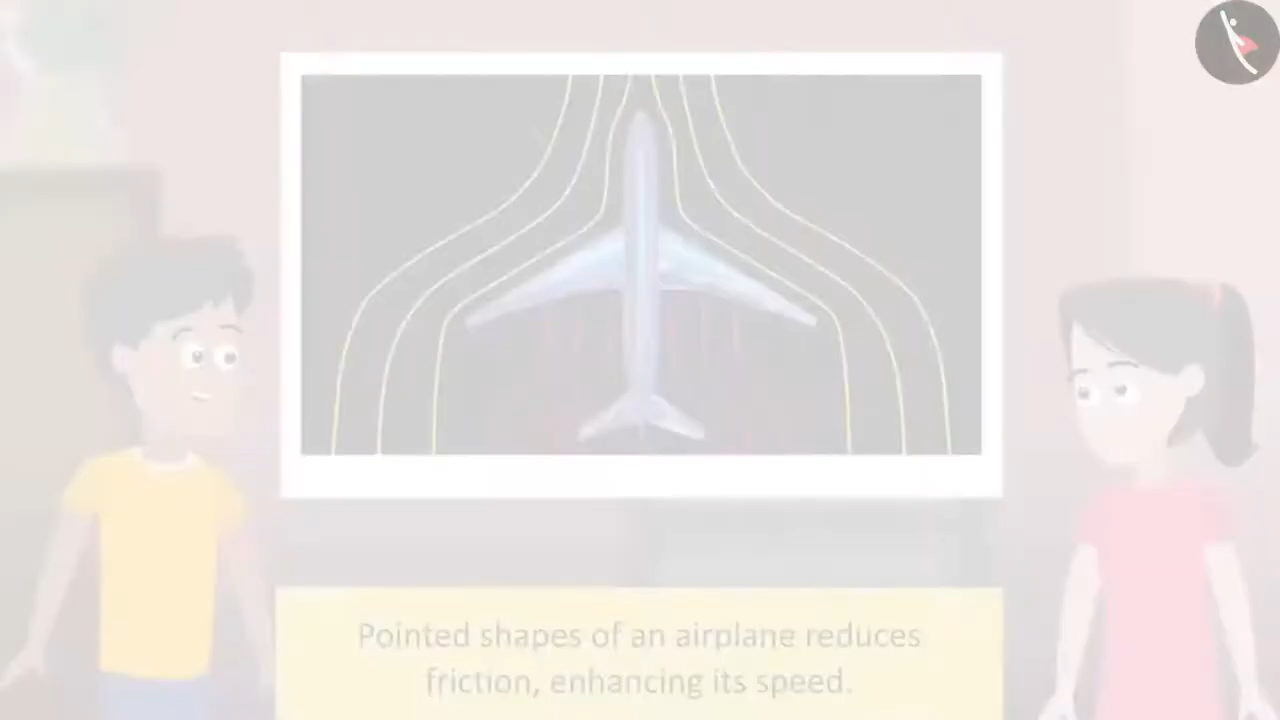 Pointed shapes of an airplane reduces
friction, enhancing its speed.